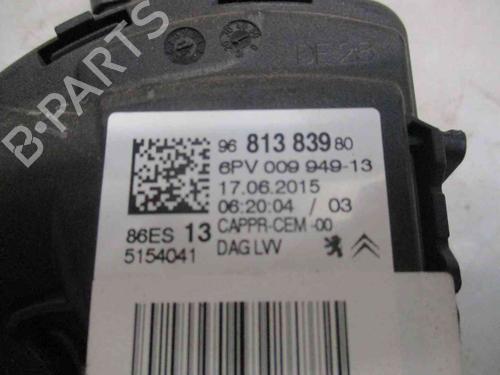 B-PARTS
DE 25
96 813 839 80
6PV 009 949-13
17.06.2015
06:20:04 / 03
86ES 13 CAPPR-CEM -00
5154041 DAG LVV